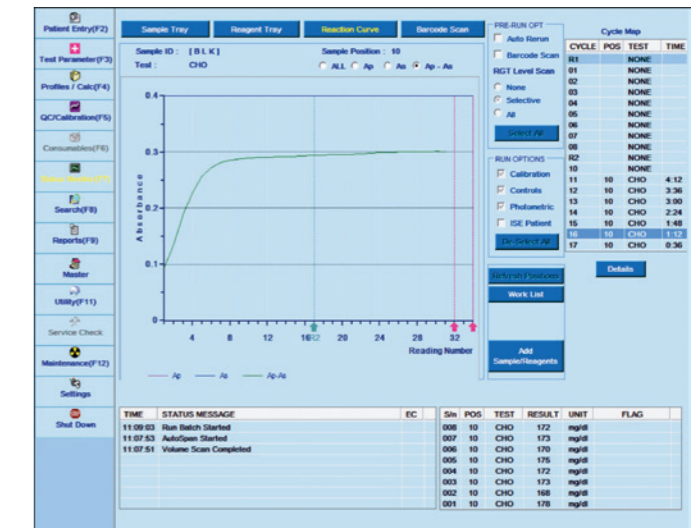 Patient Entry(F2)
Test Parameter(F3)
Profiles / Calc(F4)
QC/Calibration(F5)
Consumables(F6)
Search(F8)
Reports(F9)
Master
Utility(F11)
Service Check
Maintenance(F12)
Settings
Shut Down
Sample Tray
Reagent Tray
Reaction Curve
Barcode Scan
Sample ID : [ B L K ]
Sample Position : 10
Test : CHO
ALL Ap As Ap - As
Absorbance
0.4
0.3
0.2
0.1
0
4 8 12 16 R2 20 24 28 32
Reading Number
Ap As Ap-As
PRE-RUN OPT
Auto Rerun
Barcode Scan
RGT Level Scan
None
Selective
All
Select All
RUN OPTIONS
Calibration
Controls
Photometric
ISE Patient
De-Select All
Refresh Positions
Work List
Add
Sample/Reagents
Cycle Map
CYCLE POS TEST TIME
R1 NONE
01 NONE
02 NONE
03 NONE
04 NONE
05 NONE
06 NONE
07 NONE
08 NONE
R2 NONE
10 NONE
11 10 CHO 4:12
12 10 CHO 3:36
13 10 CHO 3:00
14 10 CHO 2:24
15 10 CHO 1:48
16 10 CHO 1:12
17 10 CHO 0:36
Details
TIME STATUS MESSAGE EC
11:09:03 Run Batch Started
11:07:53 AutoSpan Started
11:07:51 Volume Scan Completed
S/n POS TEST RESULT UNIT FLAG
008 10 CHO 172 mg/dl
007 10 CHO 173 mg/dl
006 10 CHO 170 mg/dl
005 10 CHO 175 mg/dl
004 10 CHO 172 mg/dl
003 10 CHO 173 mg/dl
002 10 CHO 168 mg/dl
001 10 CHO 178 mg/dl